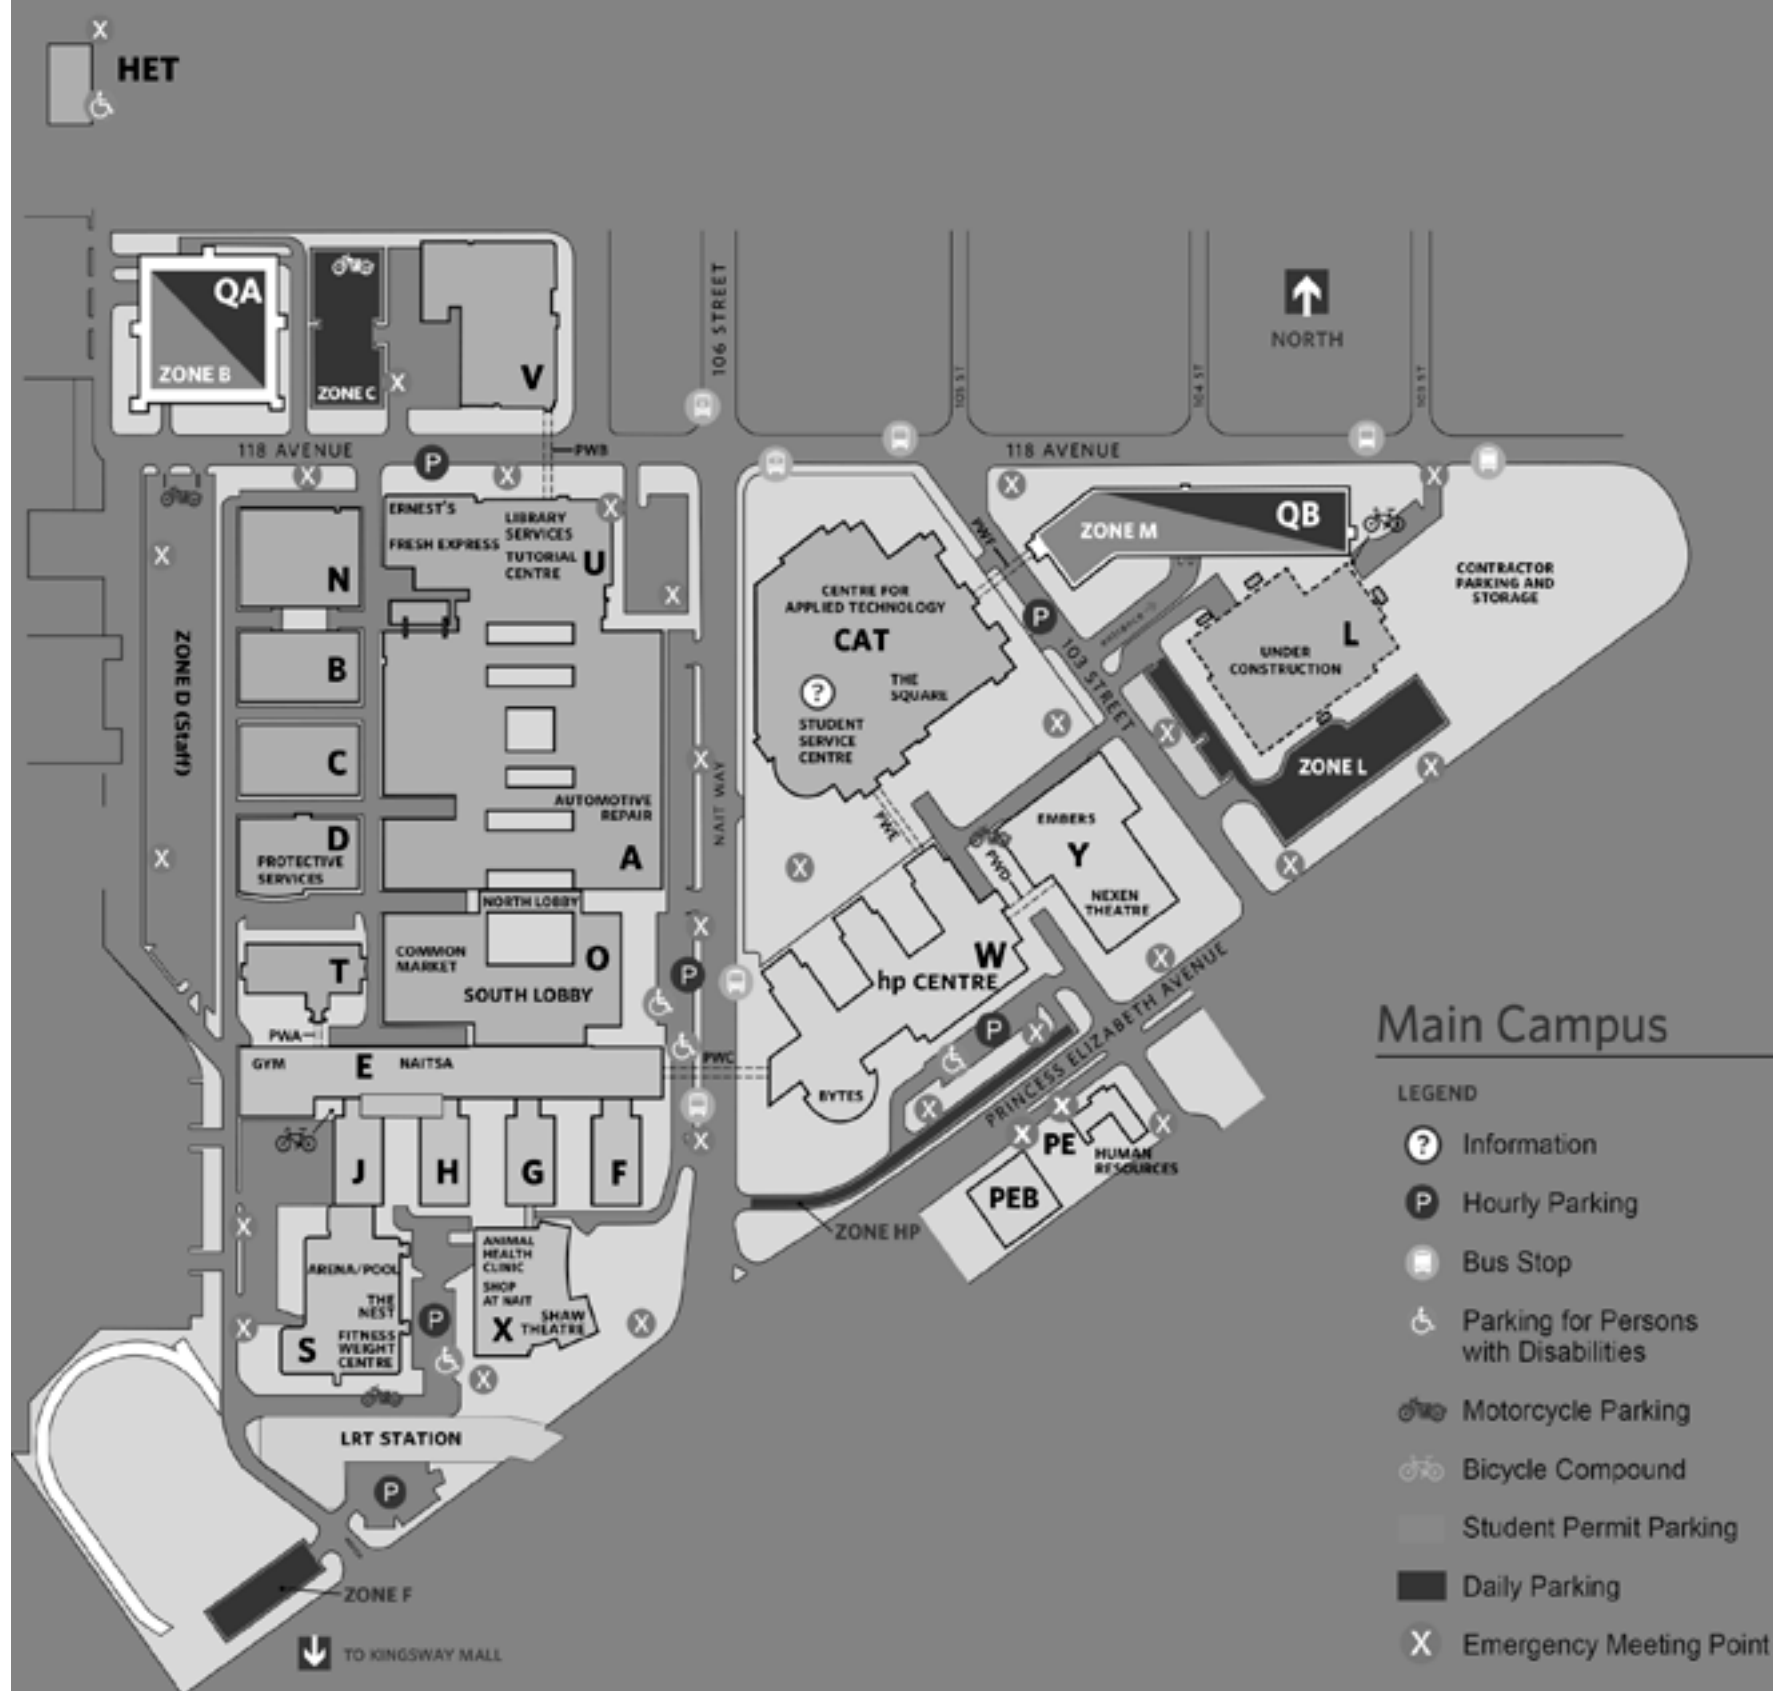 X
HET
QA
ZONE B
ZONE C
X
V
106 STREET
105 ST
104 ST
103 ST
NORTH
118 AVENUE
P
PWB
118 AVENUE
X
X
X
X
ERNEST'S
FRESH EXPRESS
LIBRARY
SERVICES
TUTORIAL
CENTRE
U
X
X
N
B
C
D
PROTECTIVE
SERVICES
X
X
ZONE D (Staff)
AUTOMOTIVE
REPAIR
A
X
NAIT WAY
CENTRE FOR
APPLIED TECHNOLOGY
CAT
?
THE
SQUARE
STUDENT
SERVICE
CENTRE
PWF
P
ZONE M
QB
entrance
103 STREET
CONTRACTOR
PARKING AND
STORAGE
L
UNDER
CONSTRUCTION
X
X
ZONE L
X
X
PWE
X
EMBERS
Y
PWD
NEXEN
THEATRE
NORTH LOBBY
COMMON
MARKET
O
SOUTH LOBBY
X
P
T
PWA
W
hp CENTRE
X
PRINCESS ELIZABETH AVENUE
P
X
GYM
E
NAITSA
PWC
BYTES
X
X
X
X
X
PE
HUMAN
RESOURCES
PEB
J
H
G
F
ZONE HP
X
ARENA/POOL
THE
NEST
FITNESS
WEIGHT
CENTRE
S
X
P
ANIMAL
HEALTH
CLINIC
SHOP
AT NAIT
SHAW
THEATRE
X
X
X
LRT STATION
P
ZONE F
TO KINGSWAY MALL
Main Campus
LEGEND
? Information
P Hourly Parking
Bus Stop
Parking for Persons
with Disabilities
Motorcycle Parking
Bicycle Compound
Student Permit Parking
Daily Parking
X Emergency Meeting Point